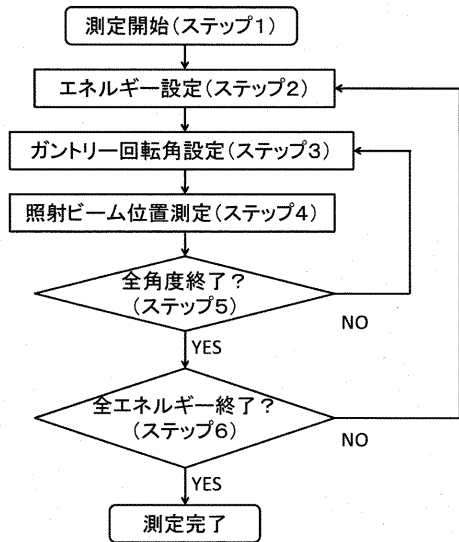 測定開始(ステップ1)
エネルギー設定(ステップ2)
ガントリー回転角設定(ステップ3)
照射ビーム位置測定(ステップ4)
全角度終了?
(ステップ5)
NO
YES
全エネルギー終了?
(ステップ6)
NO
YES
測定完了